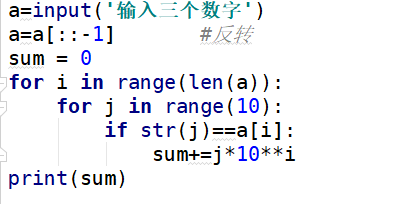 a=input('输入三个数字')
a=a[::-1]       #反转
sum = 0
for i in range(len(a)):
    for j in range(10):
        if str(j)==a[i]:
            sum+=j*10**i
print(sum)